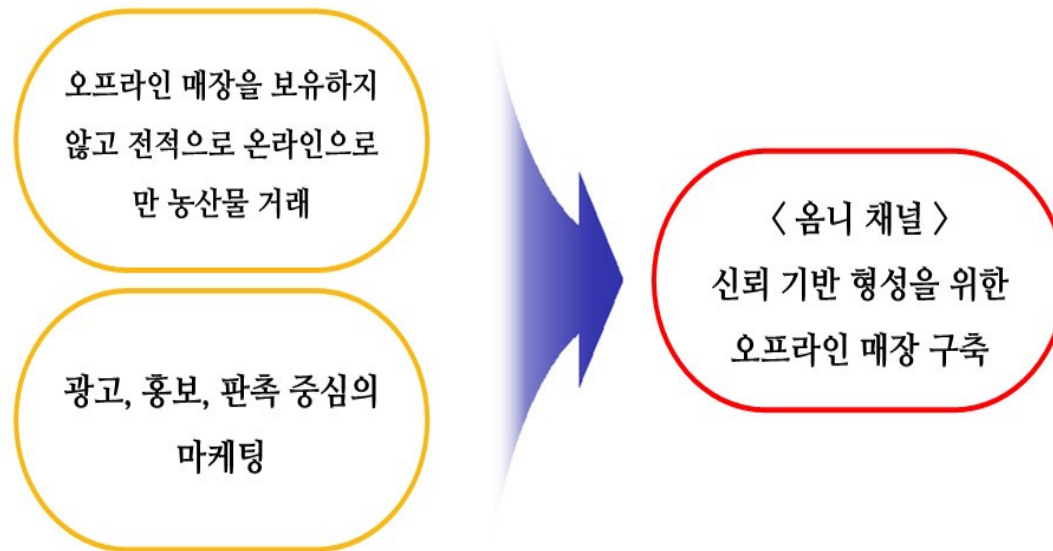 오프라인 매장을 보유하지
않고 전적으로 온라인으로
만 농산물 거래
광고, 홍보, 판촉 중심의
마케팅
< 옴니 채널 >
신뢰 기반 형성을 위한
오프라인 매장 구축